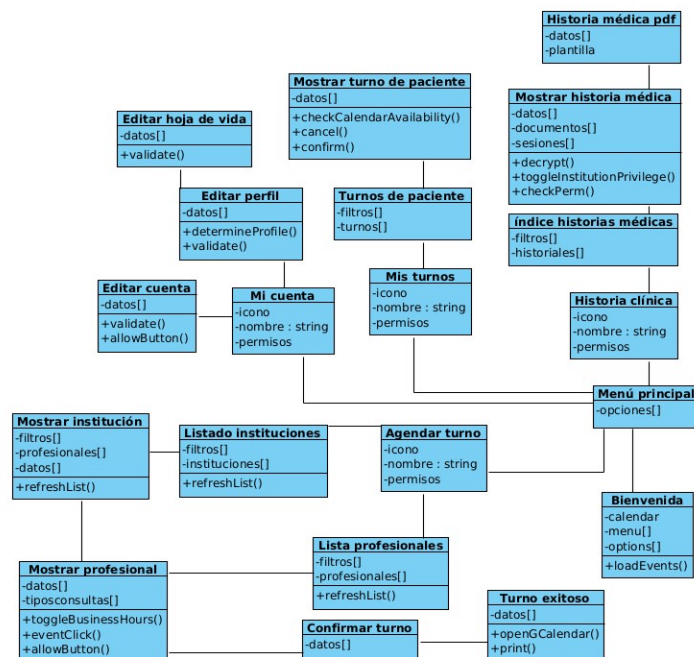 Historia médica pdf
-datos[]
-plantilla
Mostrar turno de paciente
-datos[]
+checkCalendarAvailability()
+cancel()
+confirm()
Mostrar historia médica
-datos[]
-documentos[]
-sesiones[]
+decrypt()
+toggleInstitutionPrivilege()
+checkPerm()
Editar hoja de vida
-datos[]
+validate()
Editar perfil
-datos[]
+determineProfile()
+validate()
Turnos de paciente
-filtros[]
-turnos[]
índice historias médicas
-filtros[]
-historiales[]
Editar cuenta
-datos[]
+validate()
+allowButton()
Mi cuenta
-icono
-nombre : string
-permisos
Mis turnos
-icono
-nombre : string
-permisos
Historia clínica
-icono
-nombre : string
-permisos
Menú principal
-opciones[]
Mostrar institución
-filtros[]
-profesionales[]
-datos[]
+refreshList()
Listado instituciones
-filtros[]
-instituciones[]
+refreshList()
Agendar turno
-icono
-nombre : string
-permisos
Bienvenida
-calendar
-menu[]
-options[]
+loadEvents()
Lista profesionales
-filtros[]
-profesionales[]
+refreshList()
Mostrar profesional
-datos[]
-tiposconsultas[]
+toggleBusinessHours()
+eventClick()
+allowButton()
Confirmar turno
-datos[]
Turno exitoso
-datos[]
+openGCalendar()
+print()